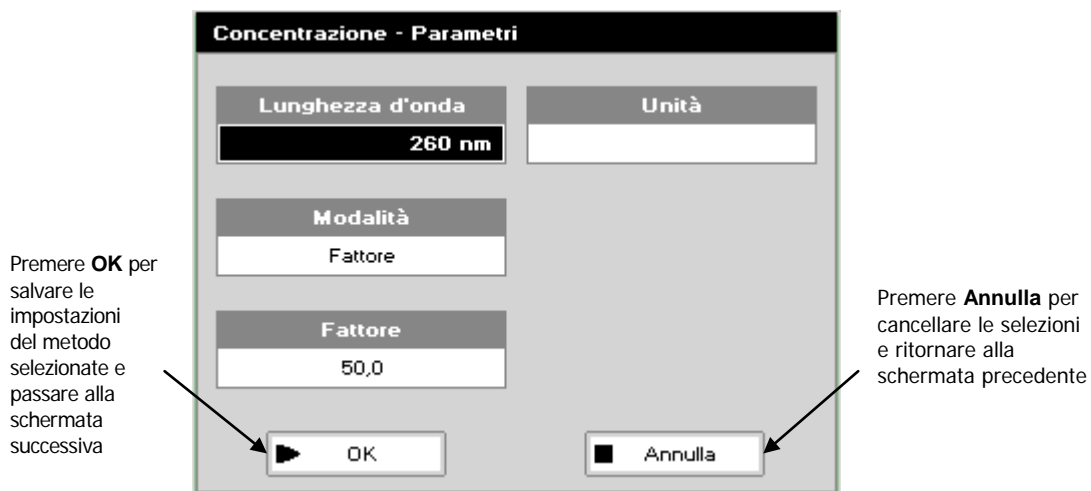 Concentrazione - Parametri
Lunghezza d'onda
260 nm
Unità
Modalità
Fattore
Fattore
50,0
OK
Annulla
Premere OK per
salvare le
impostazioni
del metodo
selezionate e
passare alla
schermata
successiva
Premere Annulla per
cancellare le selezioni
e ritornare alla
schermata precedente